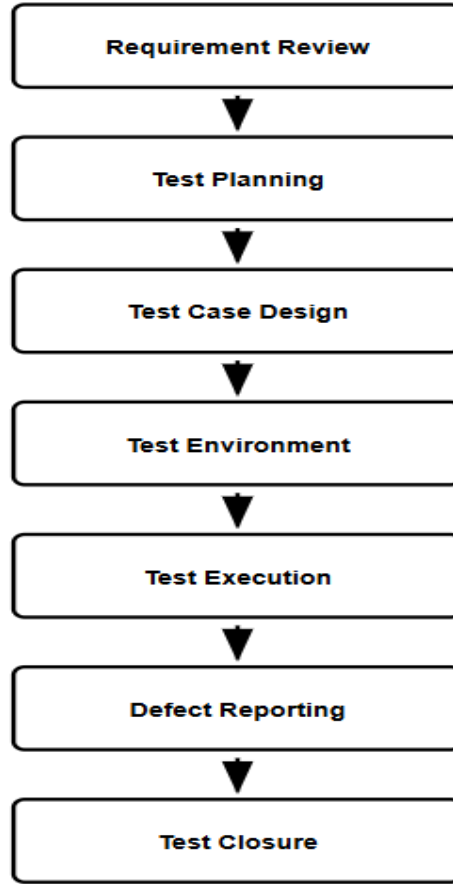 Requirement Review
Test Planning
Test Case Design
Test Environment
Test Execution
Defect Reporting
Test Closure